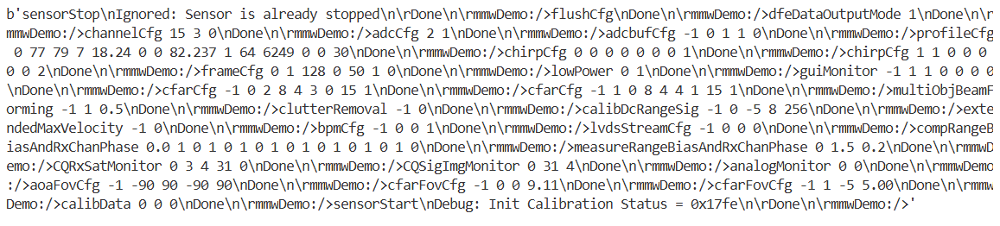 b'sensorStop\nIgnored: Sensor is already stopped\n\rDone\n\rmmwDemo:/>flushCfg\nDone\n\rmmwDemo:/>dfeDataOutputMode 1\nDone\n\r
mmwDemo:/>channelCfg 15 3 0\nDone\n\rmmwDemo:/>adcCfg 2 1\nDone\n\rmmwDemo:/>adcbufCfg -1 0 1 1 0\nDone\n\rmmwDemo:/>profileCfg
0 77 79 7 18.24 0 0 82.237 1 64 6249 0 0 30\nDone\n\rmmwDemo:/>chirpCfg 0 0 0 0 0 0 0 1\nDone\n\rmmwDemo:/>chirpCfg 1 1 0 0 0
0 0 2\nDone\n\rmmwDemo:/>frameCfg 0 1 128 0 50 1 0\nDone\n\rmmwDemo:/>lowPower 0 1\nDone\n\rmmwDemo:/>guiMonitor -1 1 1 0 0 0 0
\nDone\n\rmmwDemo:/>cfarCfg -1 0 2 8 4 3 0 15 1\nDone\n\rmmwDemo:/>cfarCfg -1 1 0 8 4 4 1 15 1\nDone\n\rmmwDemo:/>multiObjBeamF
orming -1 1 0.5\nDone\n\rmmwDemo:/>clutterRemoval -1 0\nDone\n\rmmwDemo:/>calibDcRangeSig -1 0 -5 8 256\nDone\n\rmmwDemo:/>exte
ndedMaxVelocity -1 0\nDone\n\rmmwDemo:/>bpmCfg -1 0 0 1\nDone\n\rmmwDemo:/>lvdsStreamCfg -1 0 0 0\nDone\n\rmmwDemo:/>compRangeB
iasAndRxChanPhase 0.0 1 0 1 0 1 0 1 0 1 0 1 0 1 0 1 0 1 0 1 0 1 0 1 0\nDone\n\rmmwDemo:/>measureRangeBiasAndRxChanPhase 0 1.5 0.2\nDone\n\rmmwD
emo:/>CQRxSatMonitor 0 3 4 31 0\nDone\n\rmmwDemo:/>CQSigImgMonitor 0 31 4\nDone\n\rmmwDemo:/>analogMonitor 0 0\nDone\n\rmmwDemo
:/>aoaFovCfg -1 -90 90 -90 90\nDone\n\rmmwDemo:/>cfarFovCfg -1 0 0 9.11\nDone\n\rmmwDemo:/>cfarFovCfg -1 1 -5 5.00\nDone\n\rmmw
Demo:/>calibData 0 0 0\nDone\n\rmmwDemo:/>sensorStart\nDebug: Init Calibration Status = 0x17fe\n\rDone\n\rmmwDemo:/>'